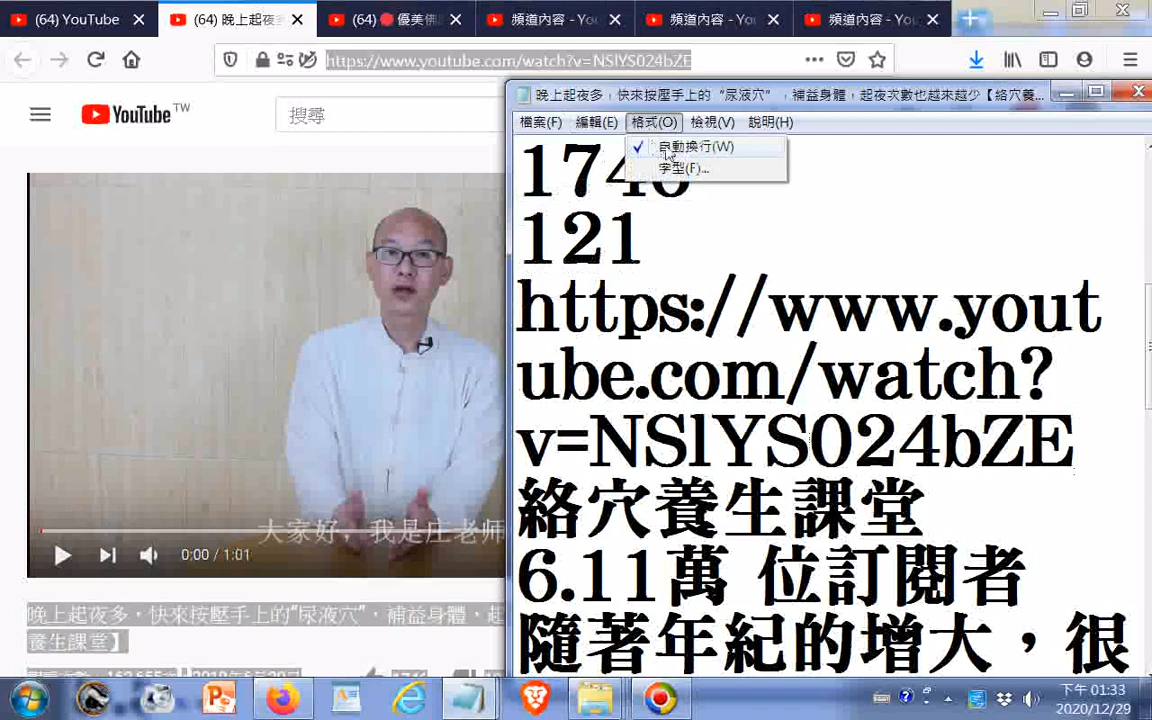 (64) YouTube
(64) 晚上起夜
(64) 🔴 優美佛
頻道內容 - Yo
頻道內容 - Yo
頻道內容 - Yo
https://www.youtube.com/watch?v=NSlYS024bZE
YouTube TW
搜尋
大家好，我是庄老师
0:00 / 1:01
晚上起夜多，快來按壓手上的"尿液穴"，補益身體，起
養生課堂】
晚上起夜多，快來按壓手上的“尿液穴”，補益身體，起夜次數也越來越少【絡穴養...
檔案(F) 編輯(E) 格式(O) 檢視(V) 說明(H)
自動換行(W)
字型(F)...
1746
121
https://www.yout
ube.com/watch?
v=NSlYS024bZE
絡穴養生課堂
6.11萬 位訂閱者
隨著年紀的增大，很
下午 01:33
2020/12/29